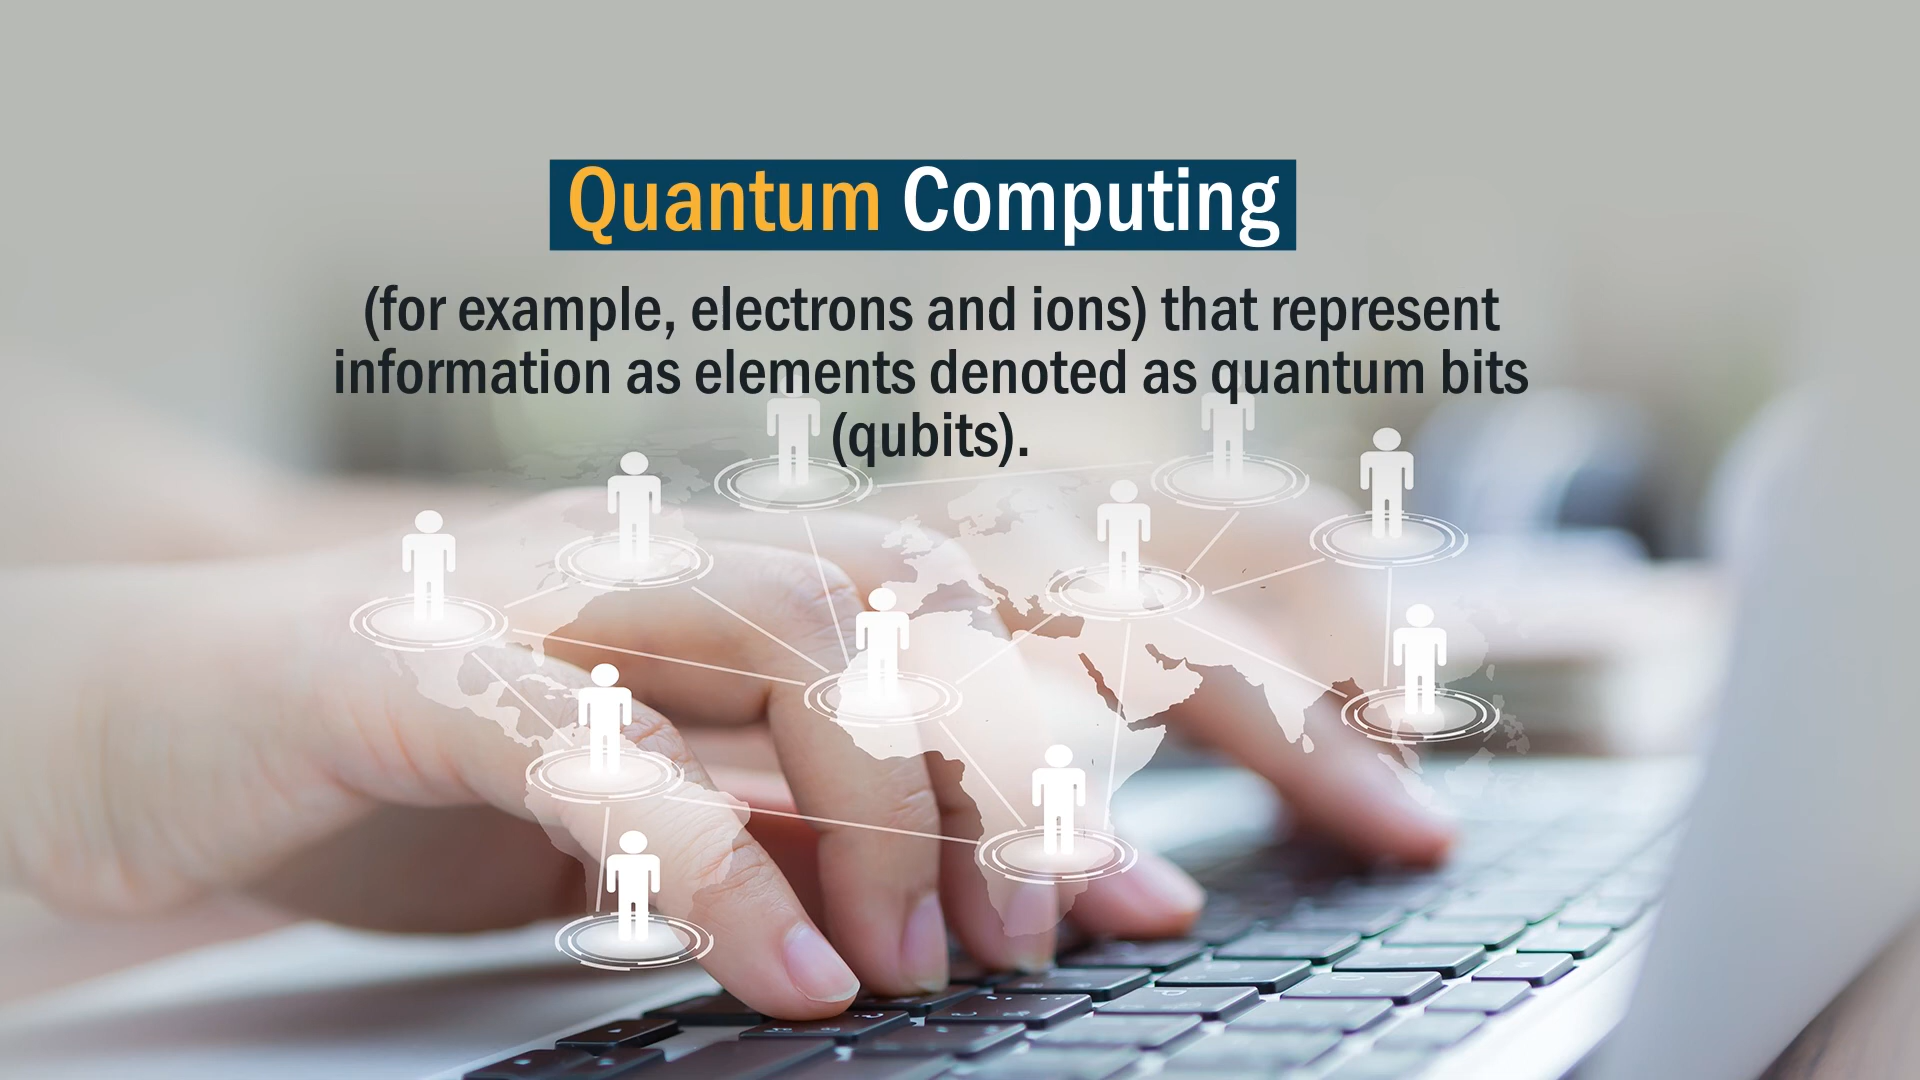 Quantum Computing
(for example, electrons and ions) that represent
information as elements denoted as quantum bits
(qubits).